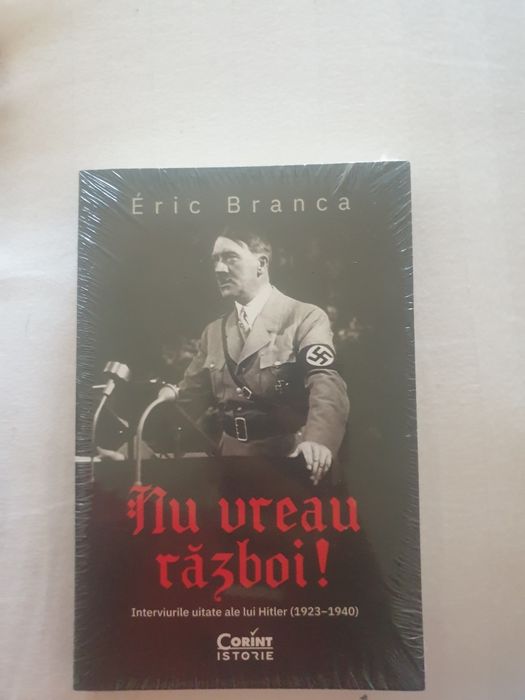 Éric Branca
Nu vreau
război!
Interviurile uitate ale lui Hitler (1923–1940)
CORINT
ISTORIE